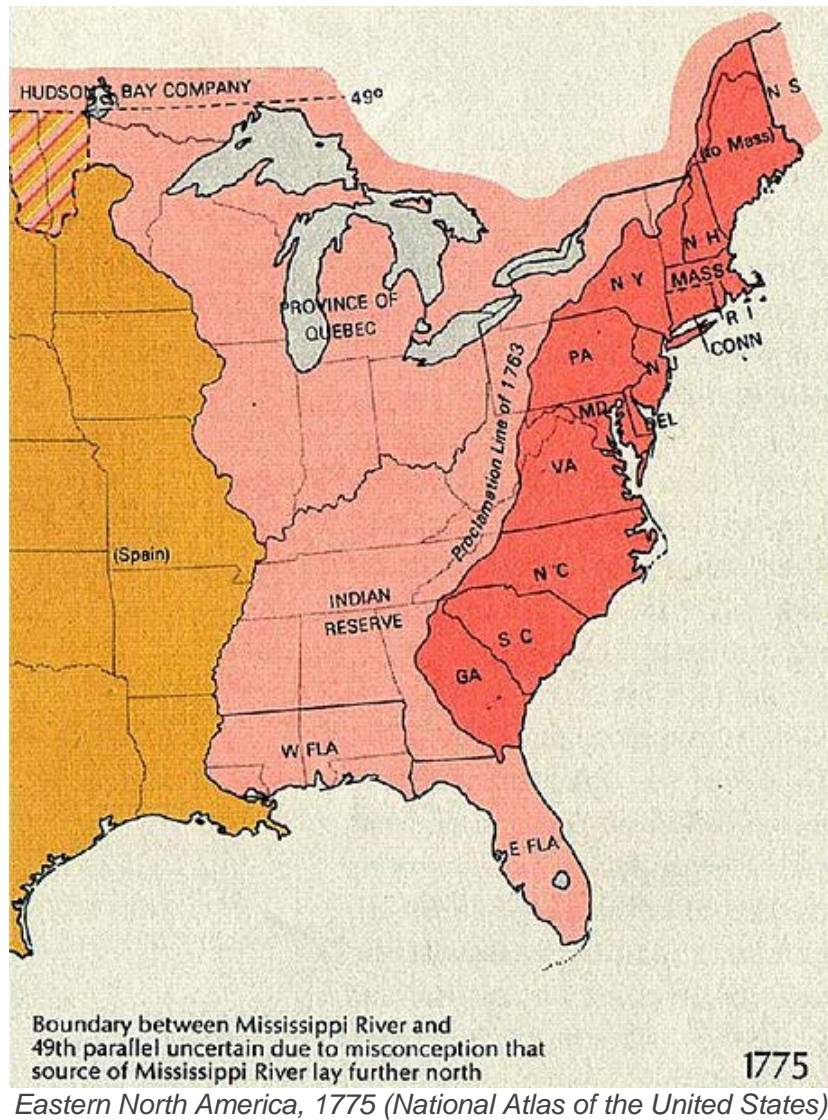 HUDSON'S BAY COMPANY
49º
N S
(to Mass)
N H
N Y
MASS
PROVINCE OF
QUEBEC
R I
CONN
PA
N J
Proclamation Line of 1763
MD
DEL
VA
(Spain)
N C
INDIAN
RESERVE
S C
GA
W FLA
E FLA
Boundary between Mississippi River and
49th parallel uncertain due to misconception that
source of Mississippi River lay further north
1775
Eastern North America, 1775 (National Atlas of the United States)